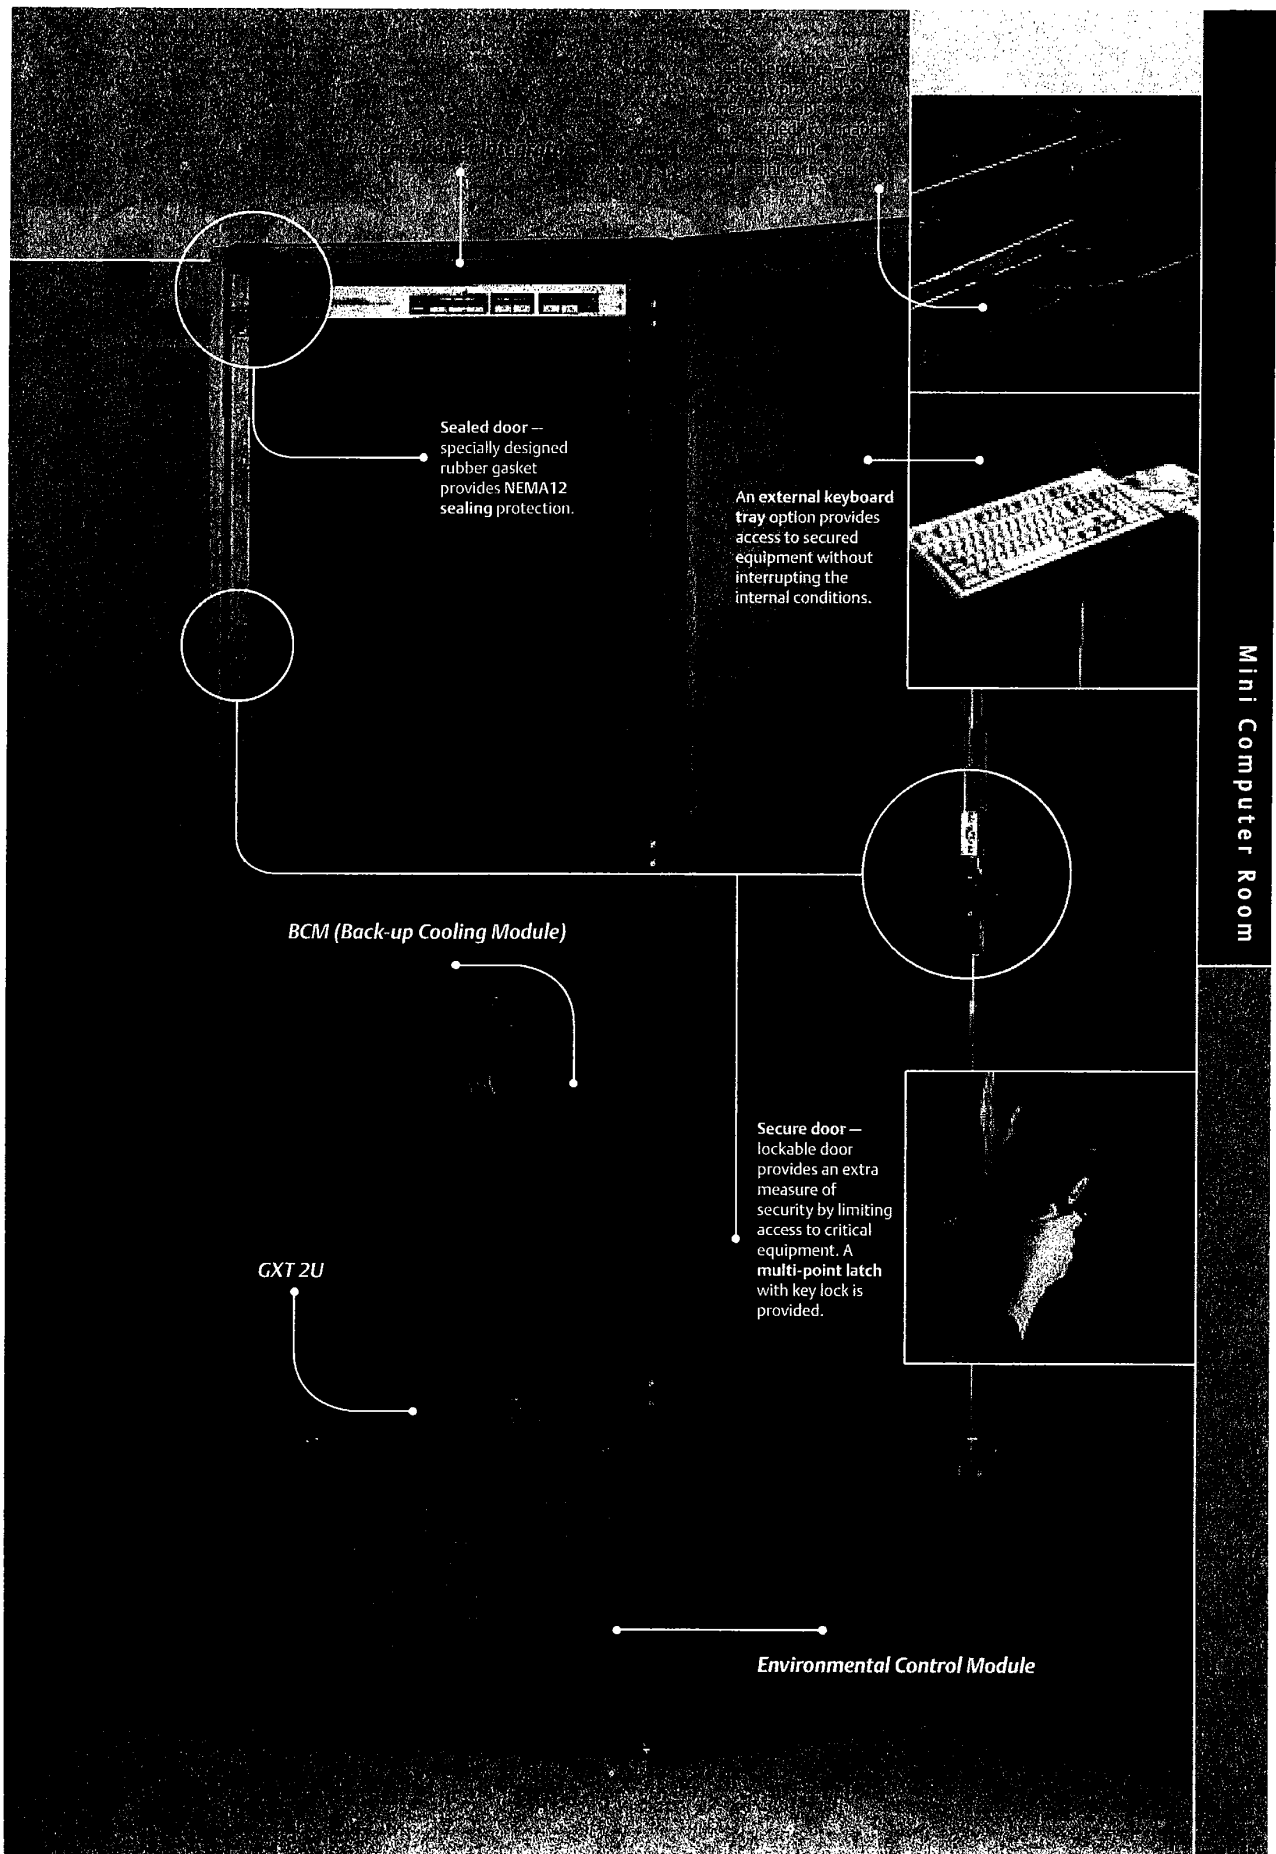 Sealed door —
specially designed
rubber gasket
provides NEMA12
sealing protection.
An external keyboard
tray option provides
access to secured
equipment without
interrupting the
internal conditions.
Mini Computer Room
BCM (Back-up Cooling Module)
Secure door —
lockable door
provides an extra
measure of
security by limiting
access to critical
equipment. A
multi-point latch
with key lock is
provided.
GXT 2U
Environmental Control Module